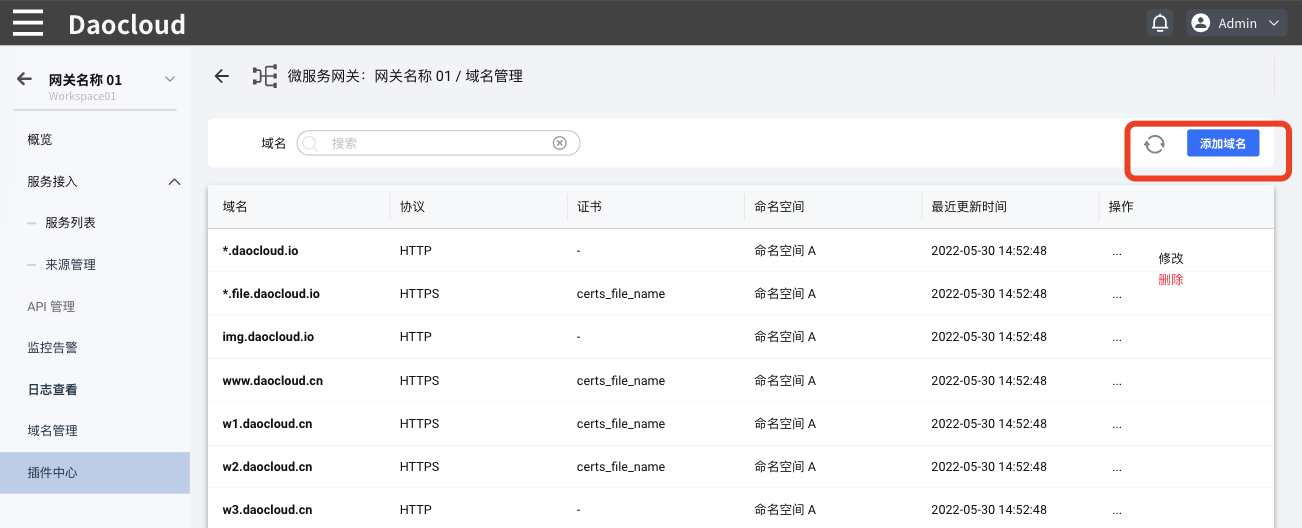 Daocloud
Admin
网关名称 01
Workspace01
概览
服务接入
服务列表
来源管理
API 管理
监控告警
日志查看
域名管理
插件中心
微服务网关：网关名称 01 / 域名管理
域名 搜索 添加域名
域名 协议 证书 命名空间 最近更新时间 操作
*.daocloud.io HTTP - 命名空间 A 2022-05-30 14:52:48 ...
修改
删除
*.file.daocloud.io HTTPS certs_file_name 命名空间 A 2022-05-30 14:52:48 ...
img.daocloud.io HTTP - 命名空间 A 2022-05-30 14:52:48 ...
www.daocloud.cn HTTPS certs_file_name 命名空间 A 2022-05-30 14:52:48 ...
w1.daocloud.cn HTTPS certs_file_name 命名空间 A 2022-05-30 14:52:48 ...
w2.daocloud.cn HTTPS certs_file_name 命名空间 A 2022-05-30 14:52:48 ...
w3.daocloud.cn HTTP - 命名空间 A 2022-05-30 14:52:48 ...